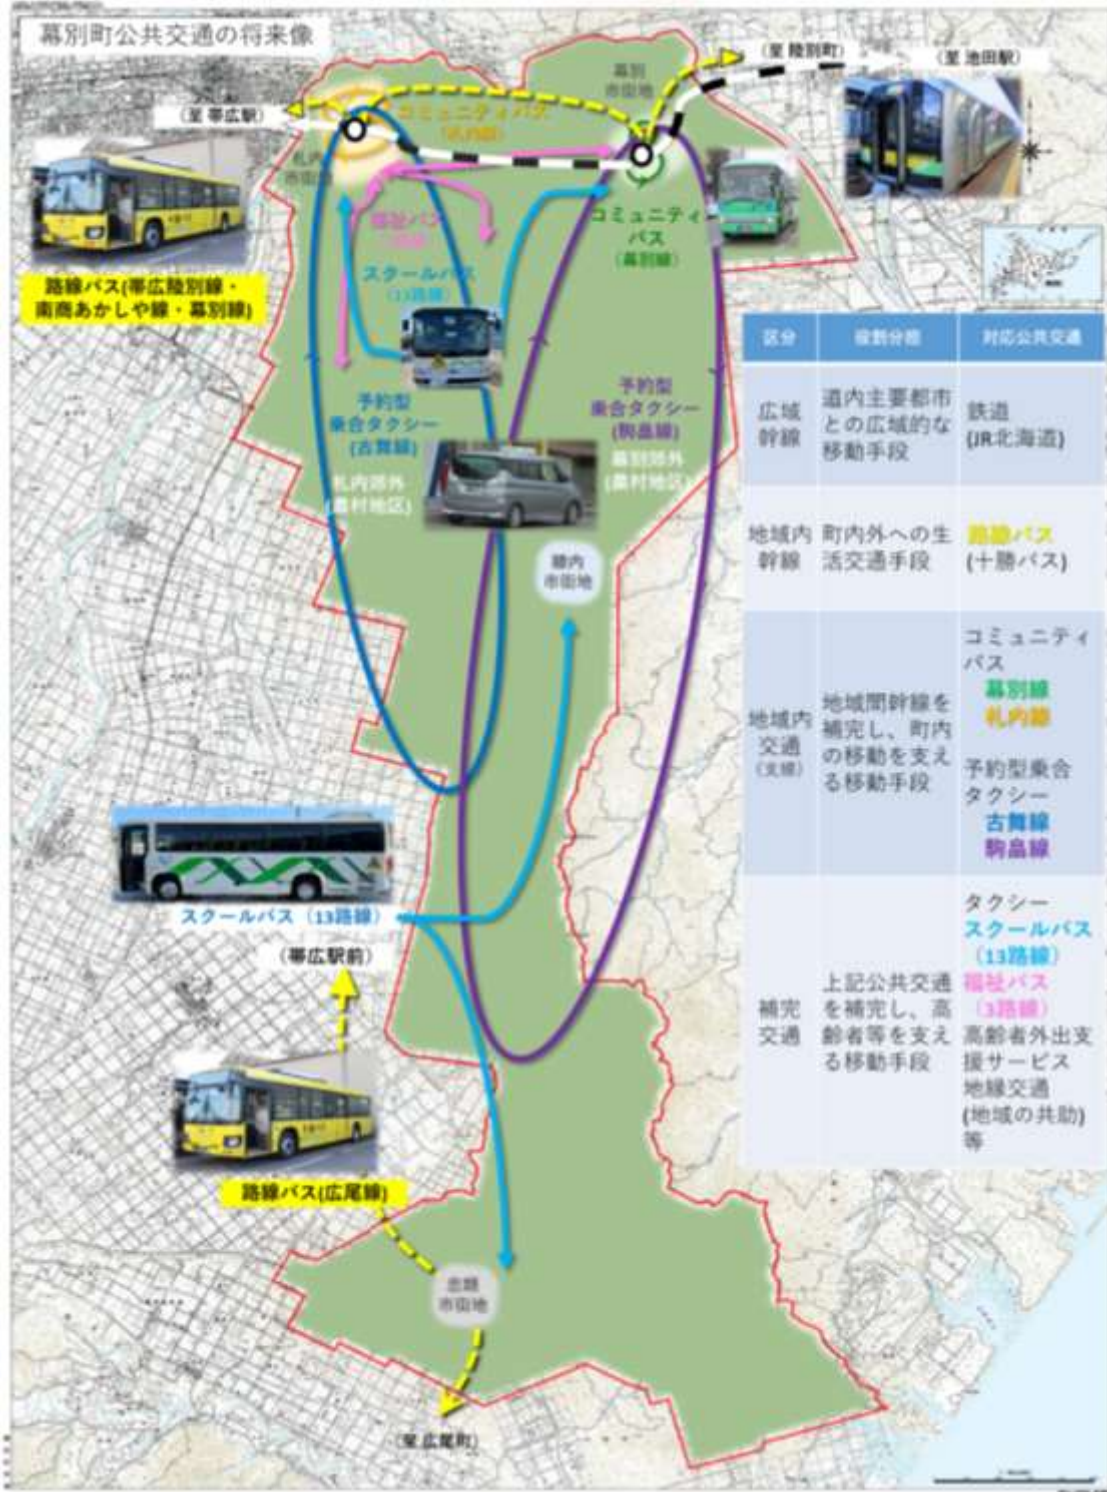 幕別町公共交通の将来像
(至 陸別町)
(至 池田駅)
幕別
市街地
(至 帯広駅)
コミュニティバス
札内
コミュニティ
バス
(幕別線)
福祉バス
スクールバス
(13路線)
路線バス(帯広陸別線・
南商あかしや線・幕別線)
予約型
乗合タクシー
(古舞線)
予約型
乗合タクシー
(駒畠線)
札内郊外
(農村地区)
幕別郊外
(農村地区)
市街地
スクールバス（13路線）
(帯広駅前)
路線バス(広尾線)
忠類
市街地
(至 広尾町)
区分
役割分担
対応公共交通
広域
幹線
道内主要都市
との広域的な
移動手段
鉄道
(JR北海道)
地域内
幹線
町内外への生
活交通手段
路線バス
(十勝バス)
地域内
交通
(支線)
地域間幹線を
補完し、町内
の移動を支え
る移動手段
コミュニティ
バス
幕別線
札内線
予約型乗合
タクシー
古舞線
駒畠線
補完
交通
上記公共交通
を補完し、高
齢者等を支え
る移動手段
タクシー
スクールバス
（13路線）
福祉バス
（3路線）
高齢者外出支
援サービス
地縁交通
(地域の共助)
等